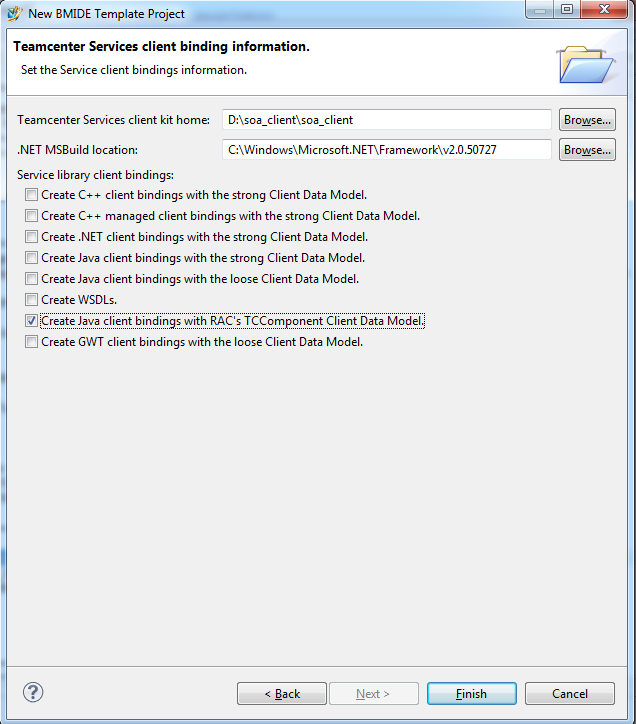 New BMIDE Template Project
Teamcenter Services client binding information.
Set the Service client bindings information.
Teamcenter Services client kit home: D:\soa_client\soa_client Browse...
.NET MSBuild location: C:\Windows\Microsoft.NET\Framework\v2.0.50727 Browse...
Service library client bindings:
Create C++ client bindings with the strong Client Data Model.
Create C++ managed client bindings with the strong Client Data Model.
Create .NET client bindings with the strong Client Data Model.
Create Java client bindings with the strong Client Data Model.
Create Java client bindings with the loose Client Data Model.
Create WSDLs.
Create Java client bindings with RAC's TCComponent Client Data Model.
Create GWT client bindings with the loose Client Data Model.
? < Back Next > Finish Cancel